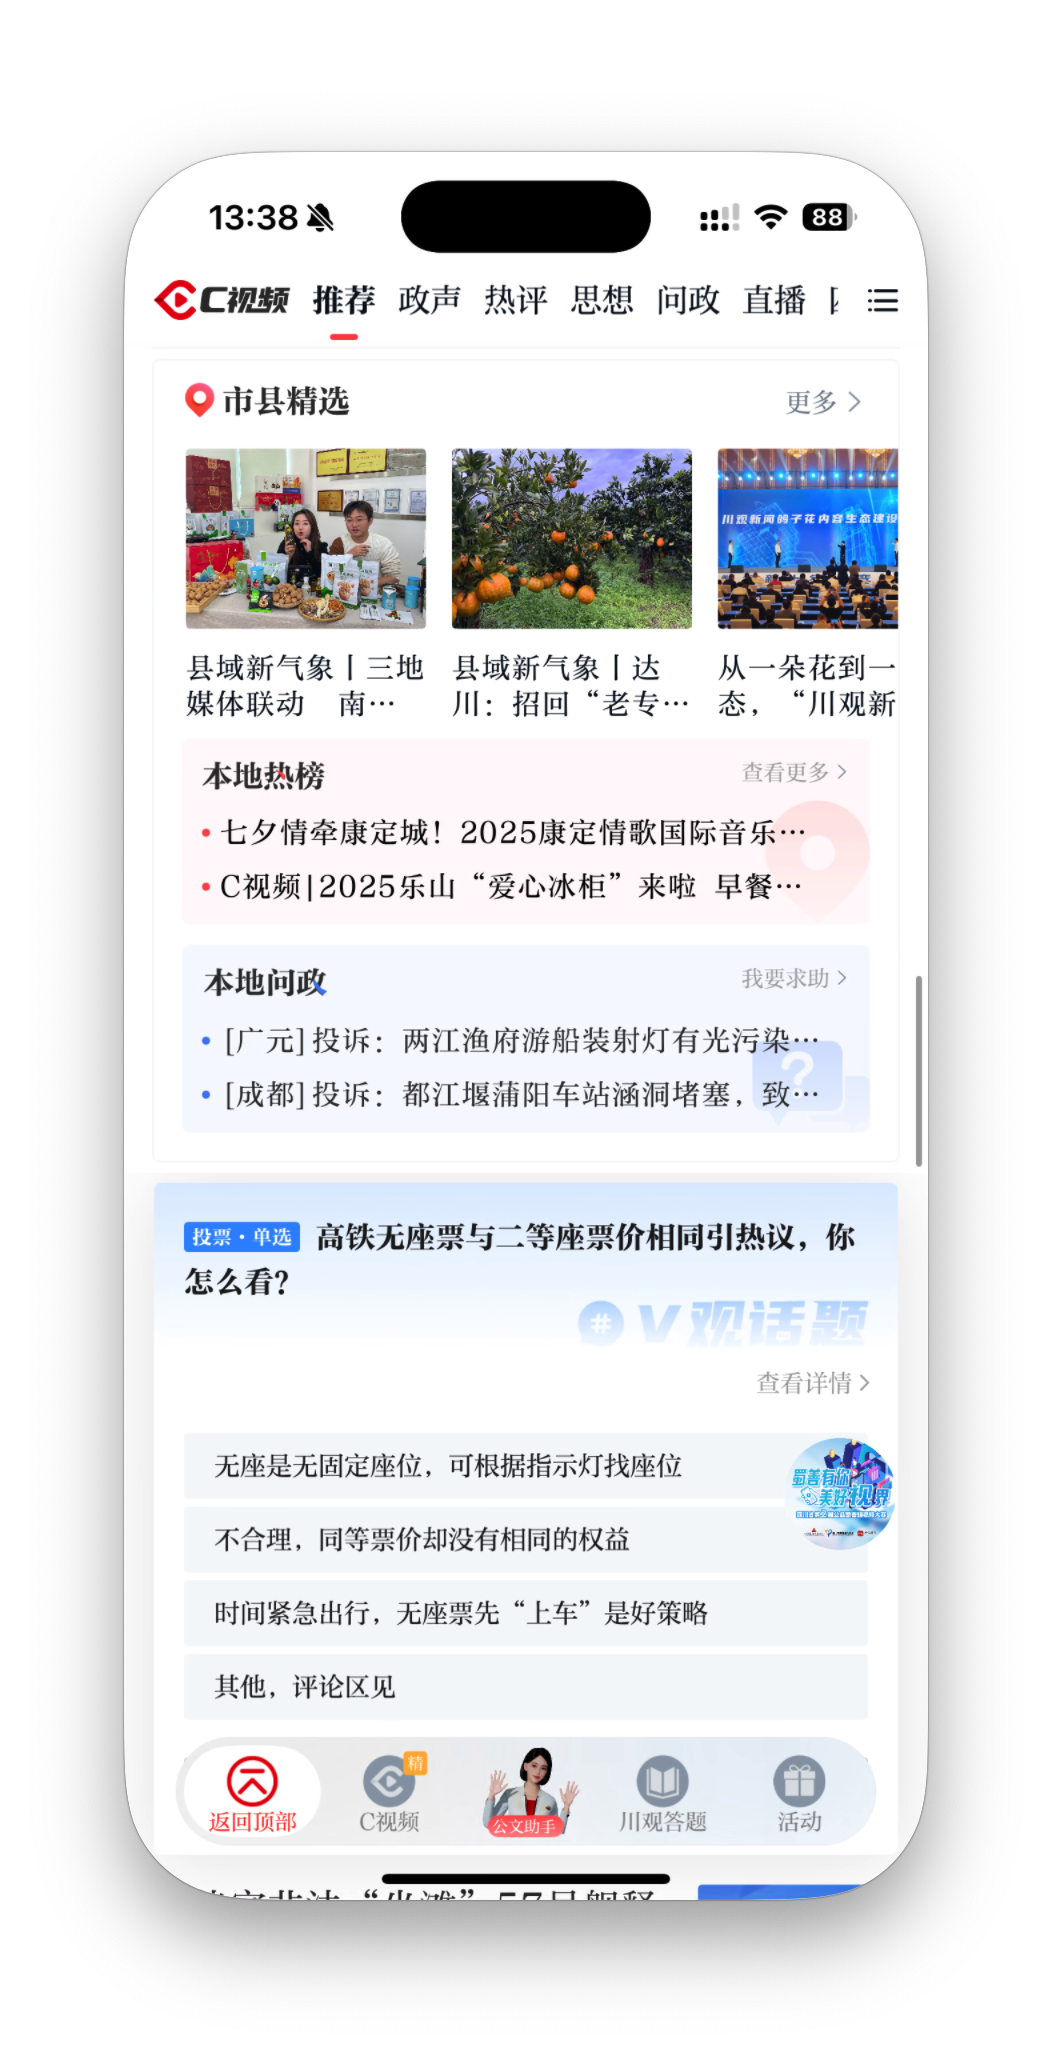 13:38
88
C视频 推荐 政声 热评 思想 问政 直播
市县精选
更多
川观新闻鸽子花内容生态建设
县域新气象丨三地
媒体联动 南…
县域新气象丨达
川：招回“老专…
从一朵花到一
态，“川观新
本地热榜
查看更多
七夕情牵康定城！2025康定情歌国际音乐…
C视频|2025乐山“爱心冰柜”来啦 早餐…
本地问政
我要求助
[广元] 投诉：两江渔府游船装射灯有光污染…
[成都] 投诉：都江堰蒲阳车站涵洞堵塞，致…
投票·单选 高铁无座票与二等座票价相同引热议，你
怎么看？
# V观话题
查看详情
无座是无固定座位，可根据指示灯找座位
蜀善有你
美好视界
不合理，同等票价却没有相同的权益
时间紧急出行，无座票先“上车”是好策略
其他，评论区见
精
返回顶部
C视频
公文助手
川观答题
活动